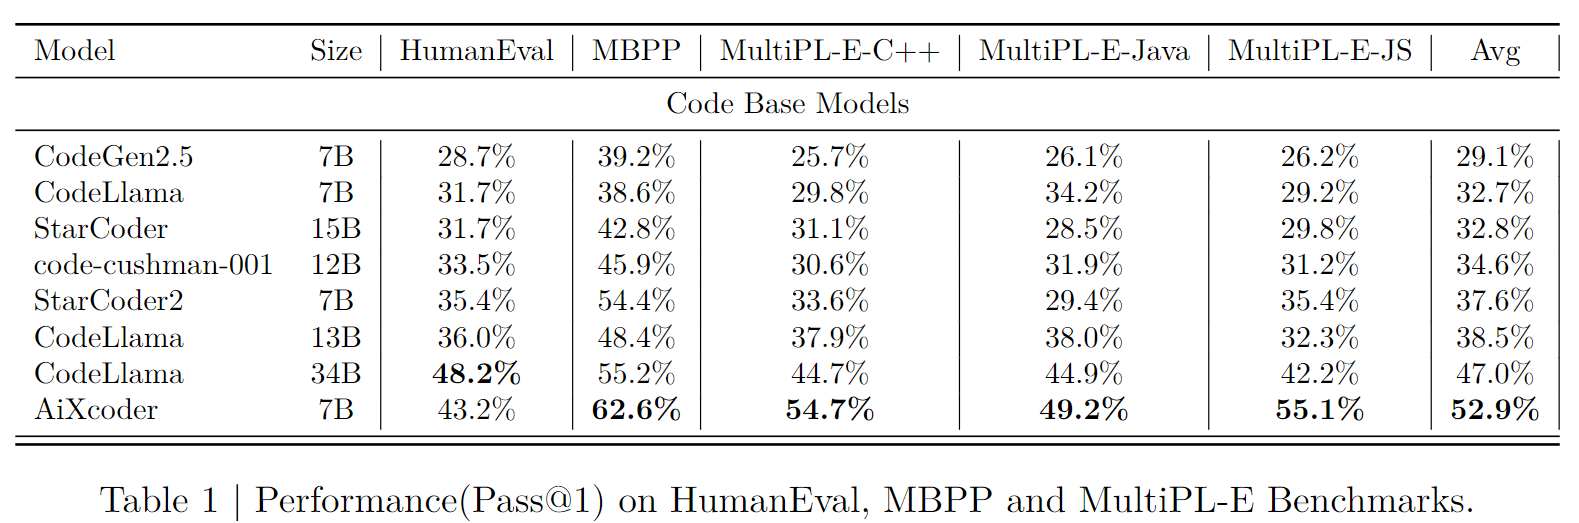 Model Size HumanEval MBPP MultiPL-E-C++ MultiPL-E-Java MultiPL-E-JS Avg
Code Base Models
CodeGen2.5 7B 28.7% 39.2% 25.7% 26.1% 26.2% 29.1%
CodeLlama 7B 31.7% 38.6% 29.8% 34.2% 29.2% 32.7%
StarCoder 15B 31.7% 42.8% 31.1% 28.5% 29.8% 32.8%
code-cushman-001 12B 33.5% 45.9% 30.6% 31.9% 31.2% 34.6%
StarCoder2 7B 35.4% 54.4% 33.6% 29.4% 35.4% 37.6%
CodeLlama 13B 36.0% 48.4% 37.9% 38.0% 32.3% 38.5%
CodeLlama 34B 48.2% 55.2% 44.7% 44.9% 42.2% 47.0%
AiXcoder 7B 43.2% 62.6% 54.7% 49.2% 55.1% 52.9%
Table 1 | Performance(Pass@1) on HumanEval, MBPP and MultiPL-E Benchmarks.